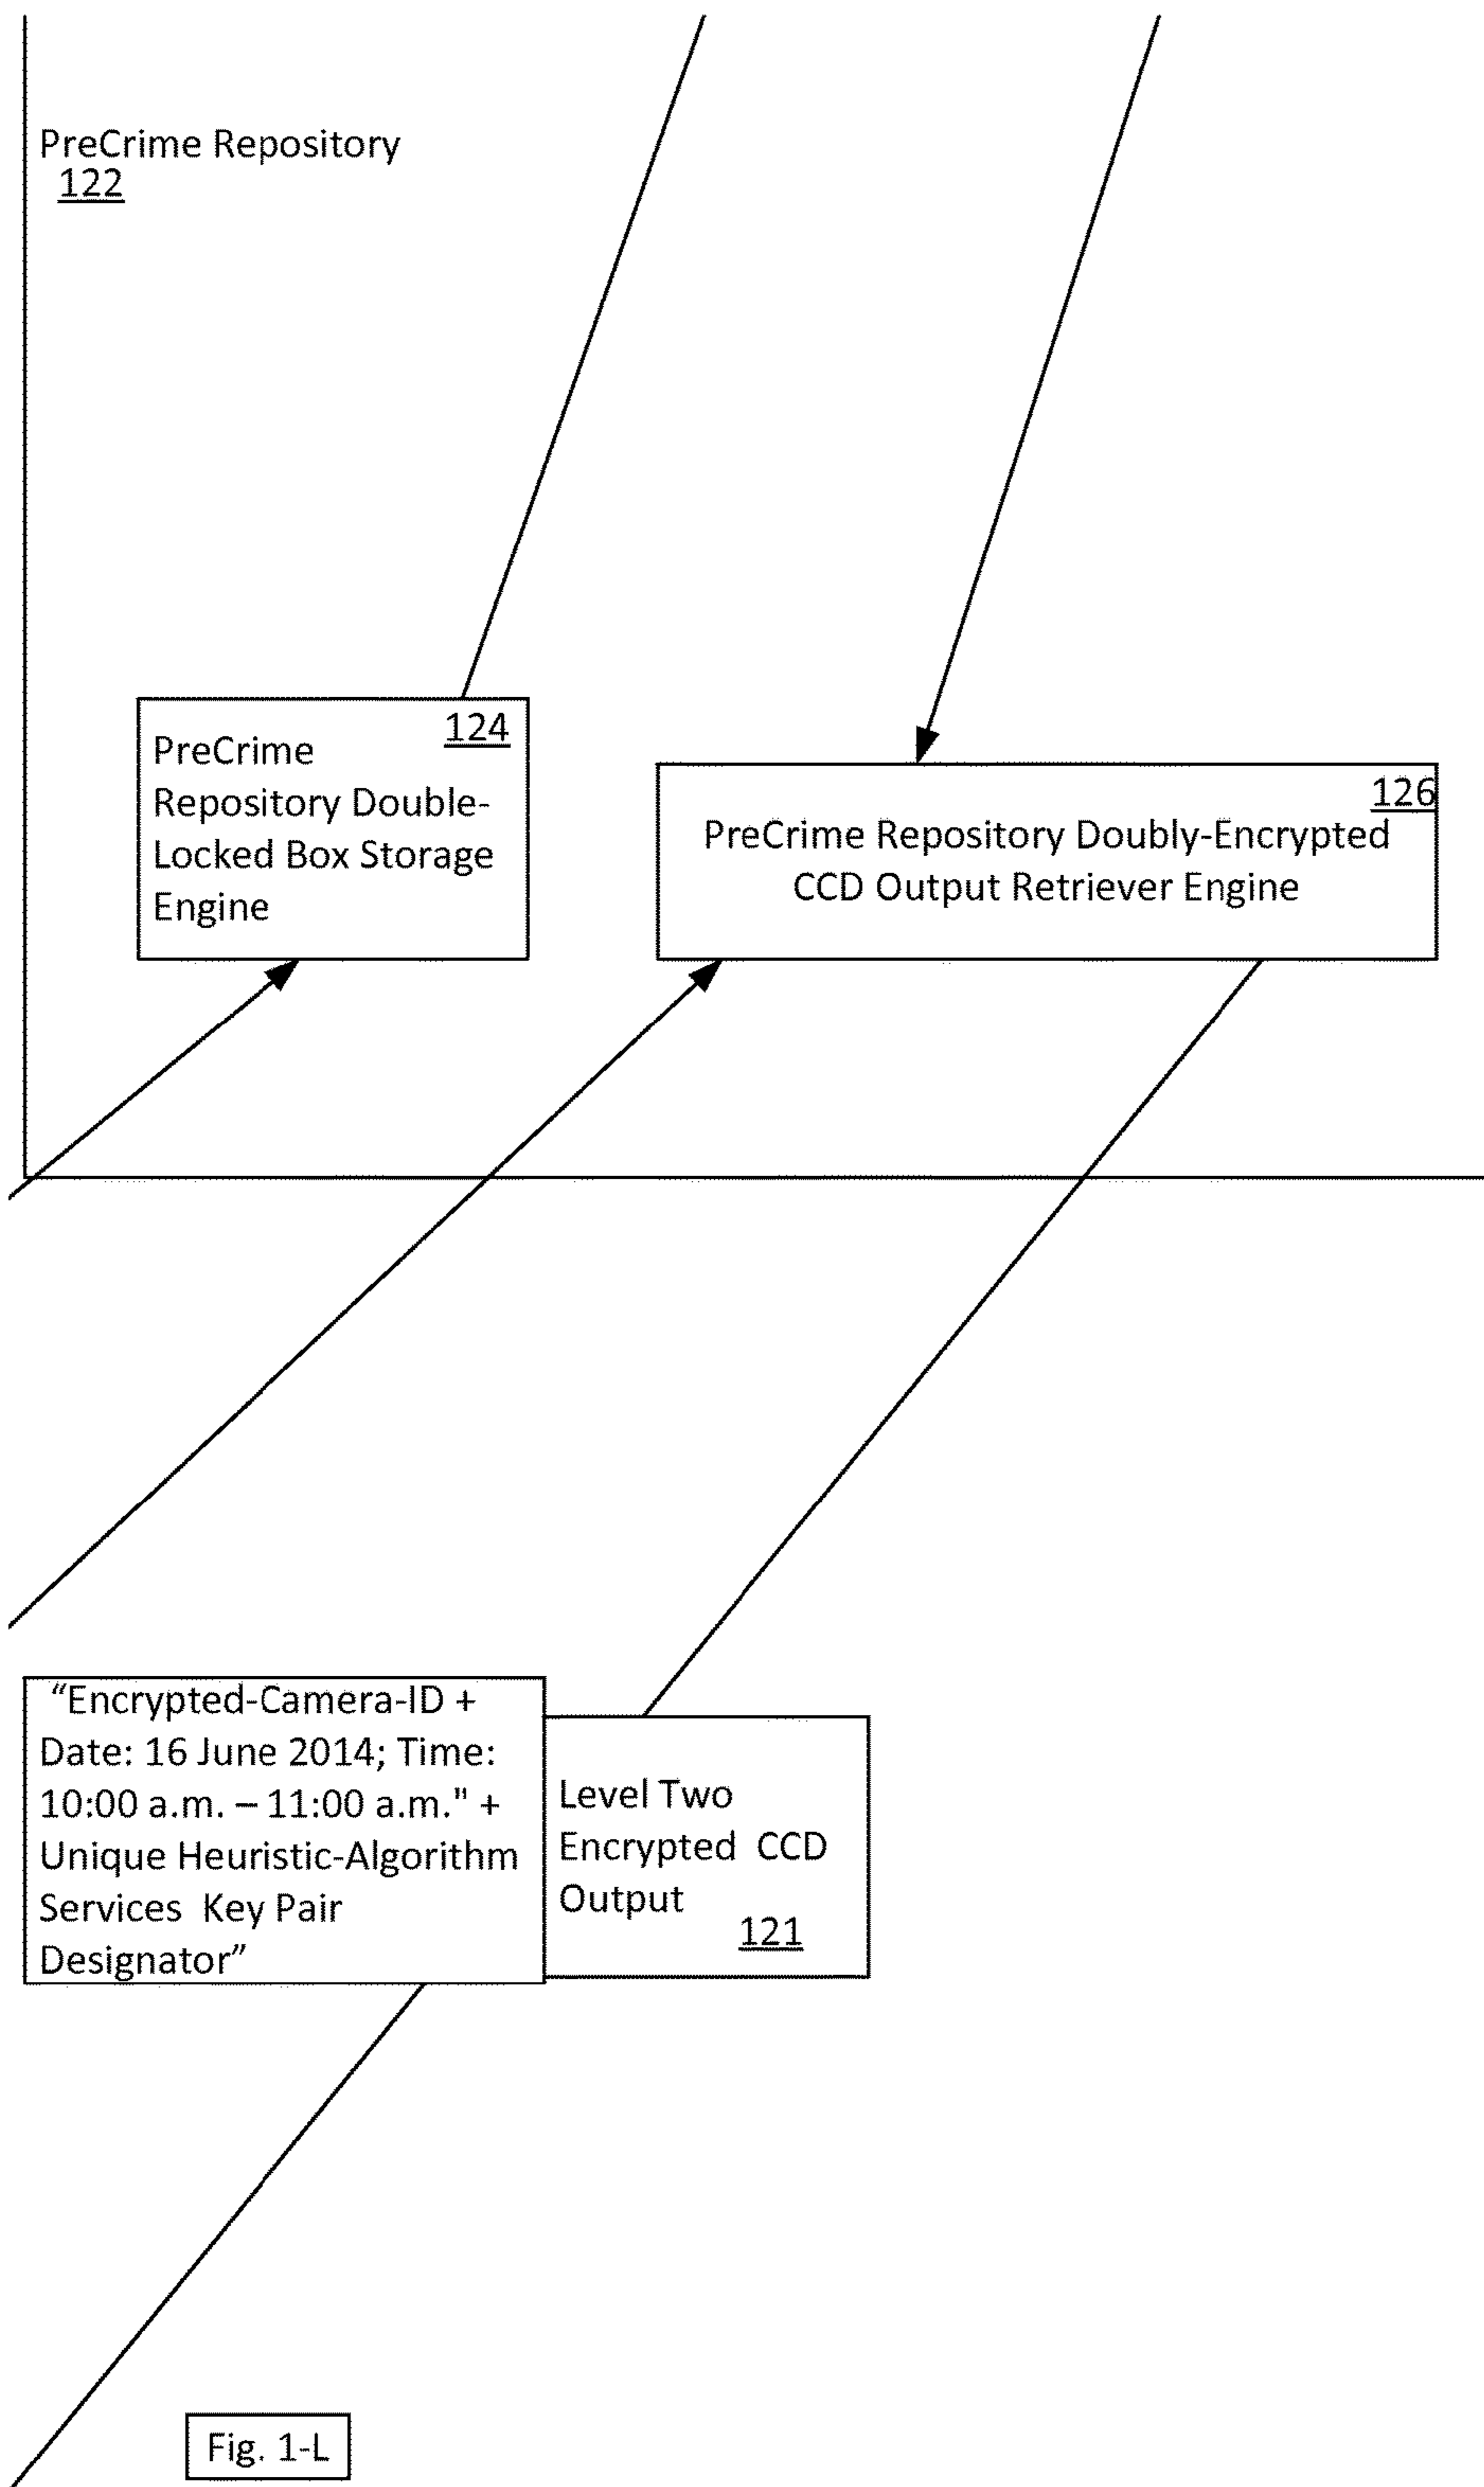 PreCrime Repository
122
124
PreCrime
Repository Double-
Locked Box Storage
Engine
126
PreCrime Repository Doubly-Encrypted
CCD Output Retriever Engine
“Encrypted-Camera-ID +
Date: 16 June 2014; Time:
10:00 a.m. – 11:00 a.m." +
Unique Heuristic-Algorithm
Services Key Pair
Designator”
Level Two
Encrypted CCD
Output
121
Fig. 1-L